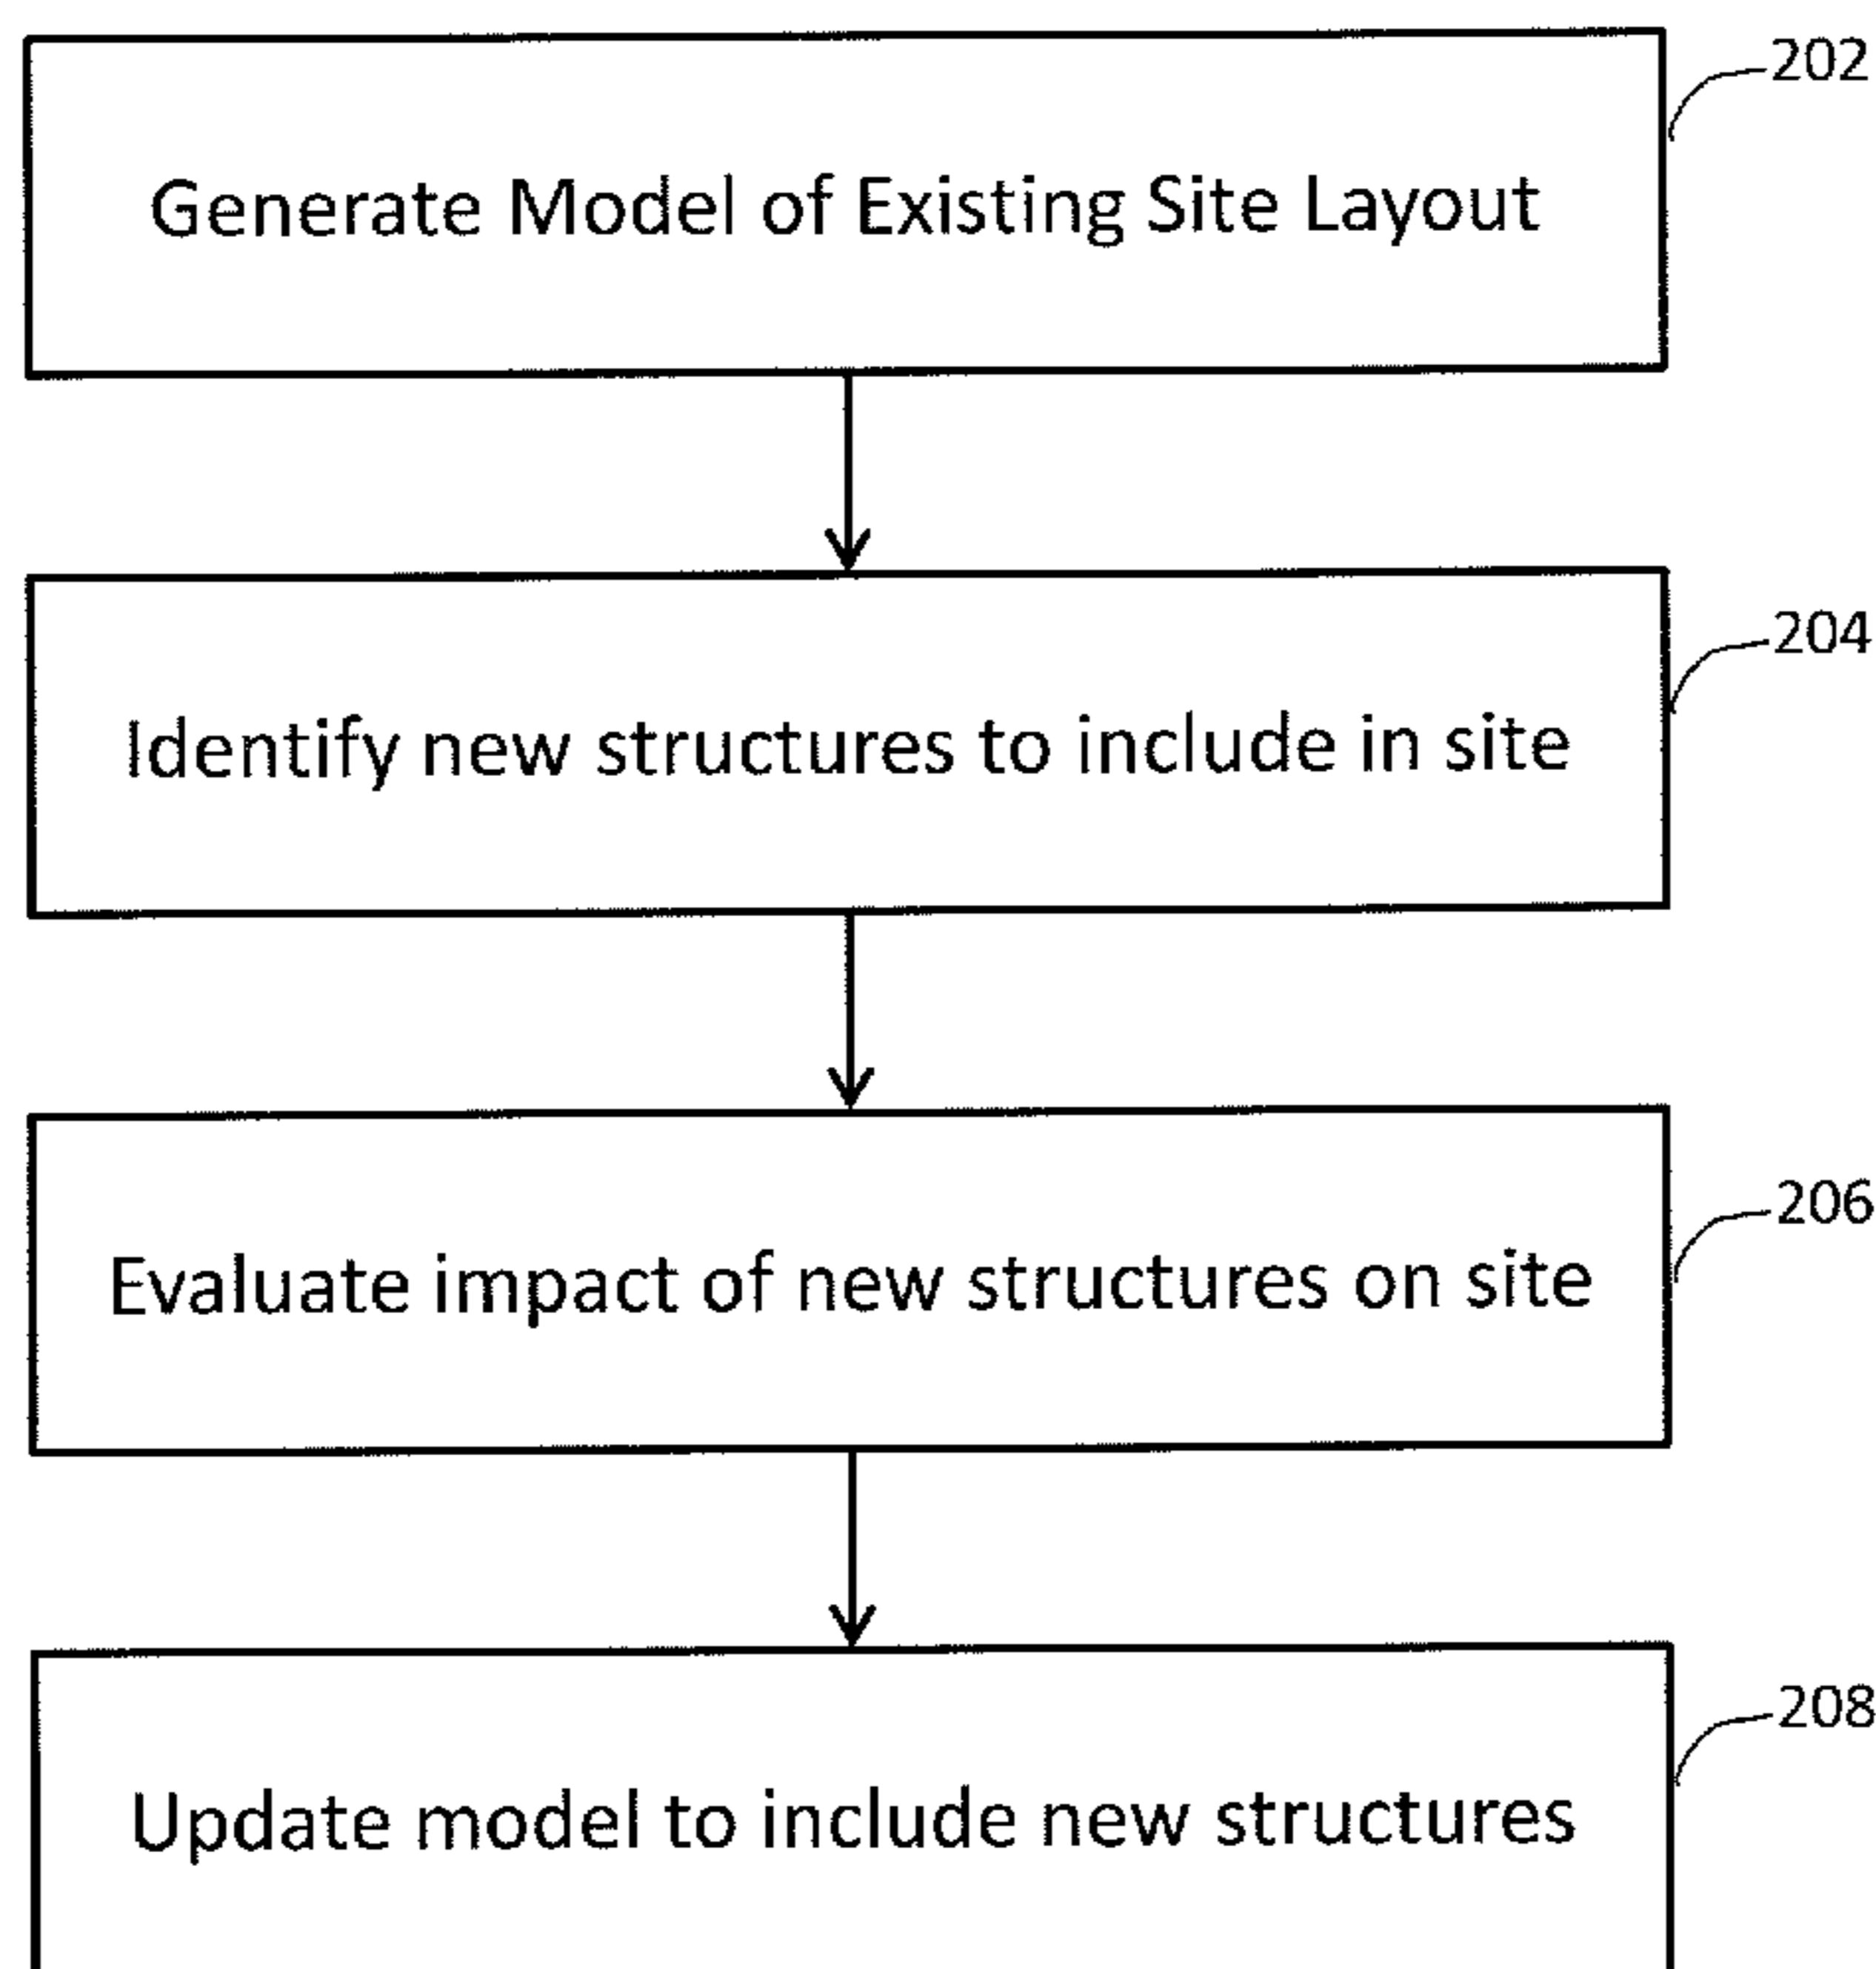 202
Generate Model of Existing Site Layout
204
Identify new structures to include in site
206
Evaluate impact of new structures on site
208
Update model to include new structures